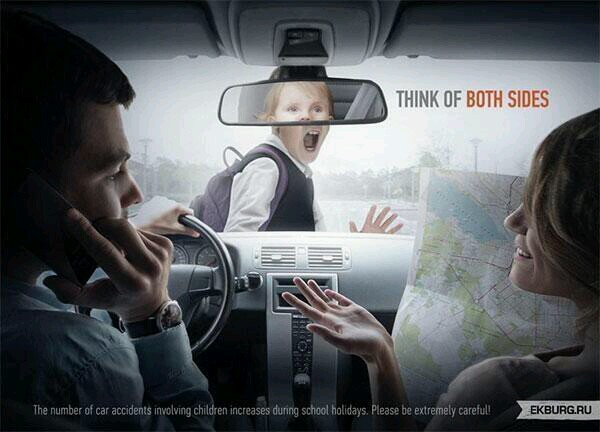 THINK OF BOTH SIDES
The number of car accidents involving children increases during school holidays. Please be extremely careful!
EKBURG.RU